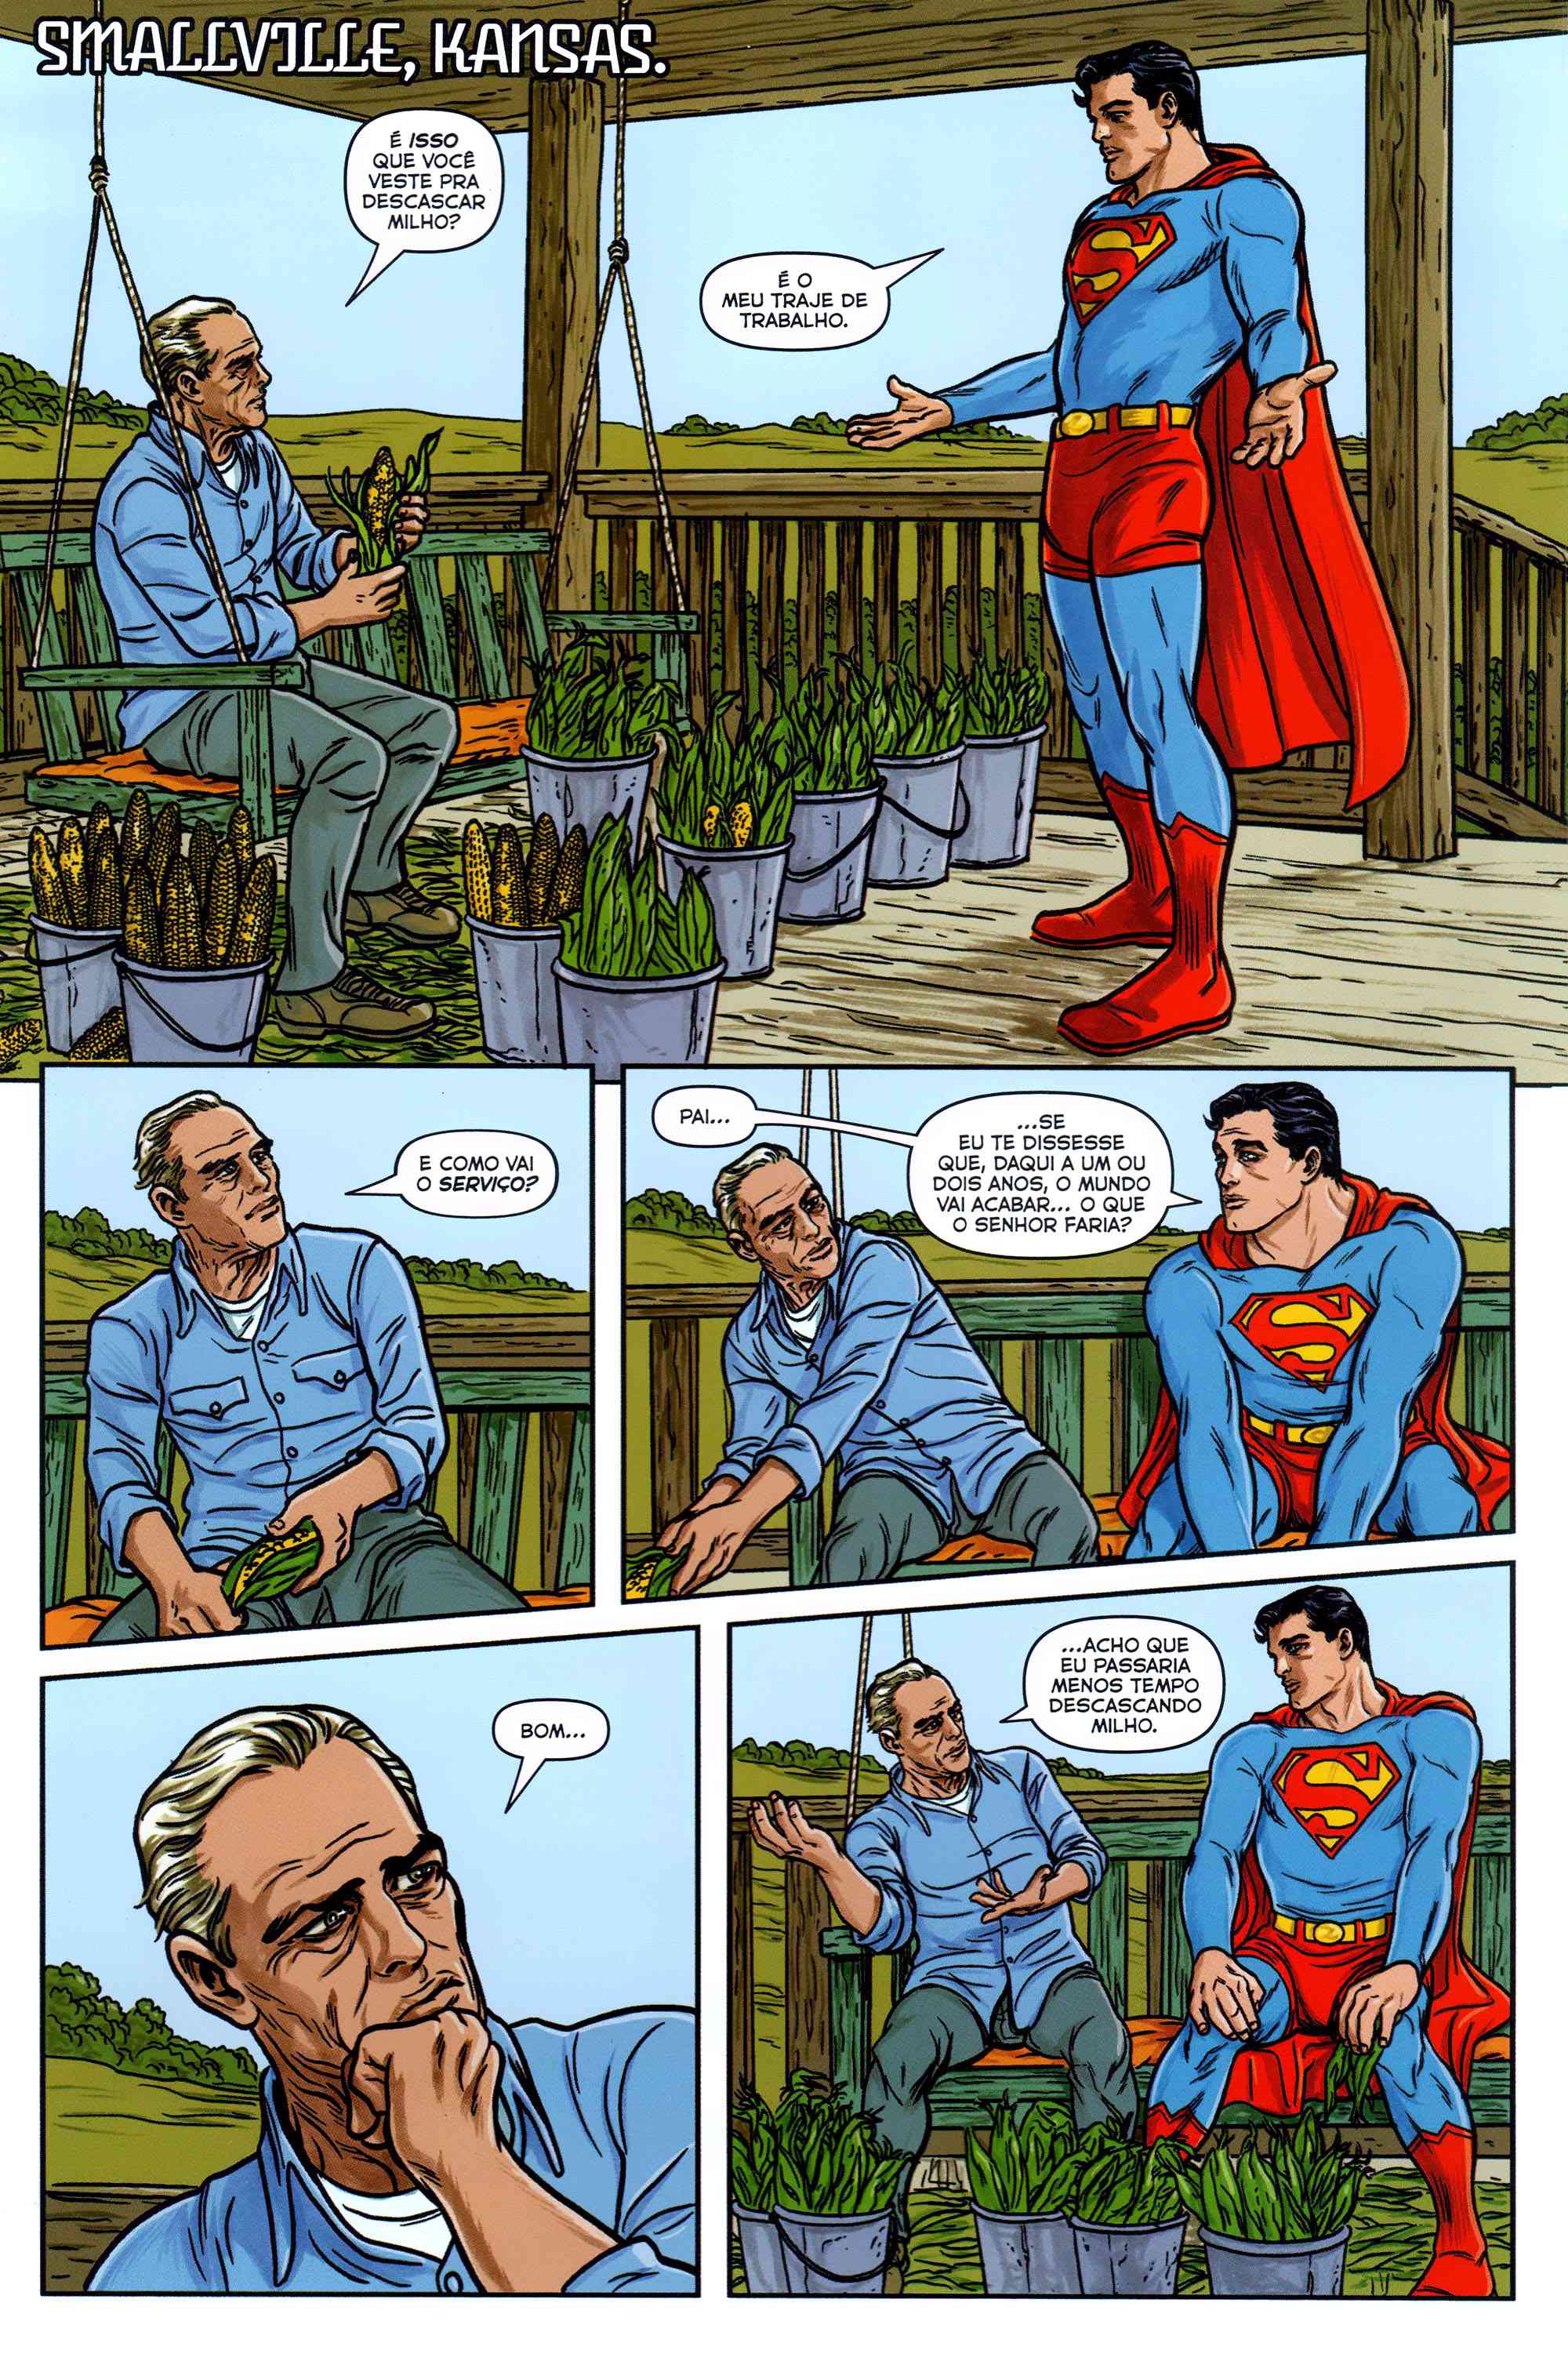 SMALLVILLE, KANSAS.
É ISSO
QUE VOCÊ
VESTE PRA
DESCASCAR
MILHO?
É O
MEU TRAJE DE
TRABALHO.
E COMO VAI
O SERVIÇO?
PAI...
...SE
EU TE DISSESSE
QUE, DAQUI A UM OU
DOIS ANOS, O MUNDO
VAI ACABAR... O QUE
O SENHOR FARIA?
BOM...
...ACHO QUE
EU PASSARIA
MENOS TEMPO
DESCASCANDO
MILHO.